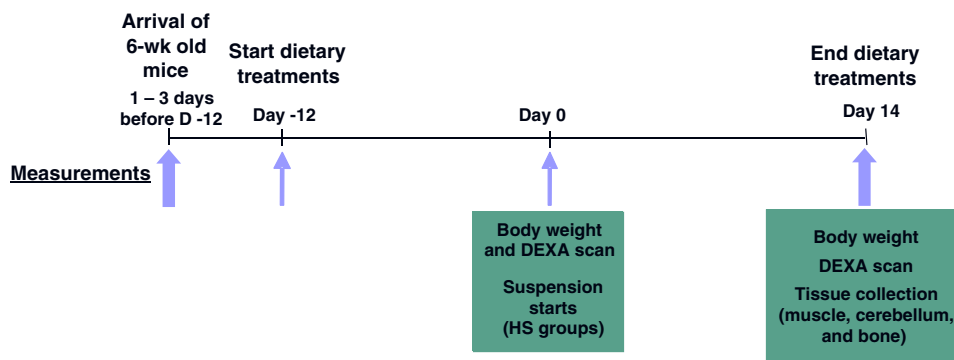 Arrival of
6-wk old
mice
1 – 3 days
before D -12
Start dietary
treatments
Day -12
Day 0
End dietary
treatments
Day 14
Measurements
Body weight
and DEXA scan
Suspension
starts
(HS groups)
Body weight
DEXA scan
Tissue collection
(muscle, cerebellum,
and bone)